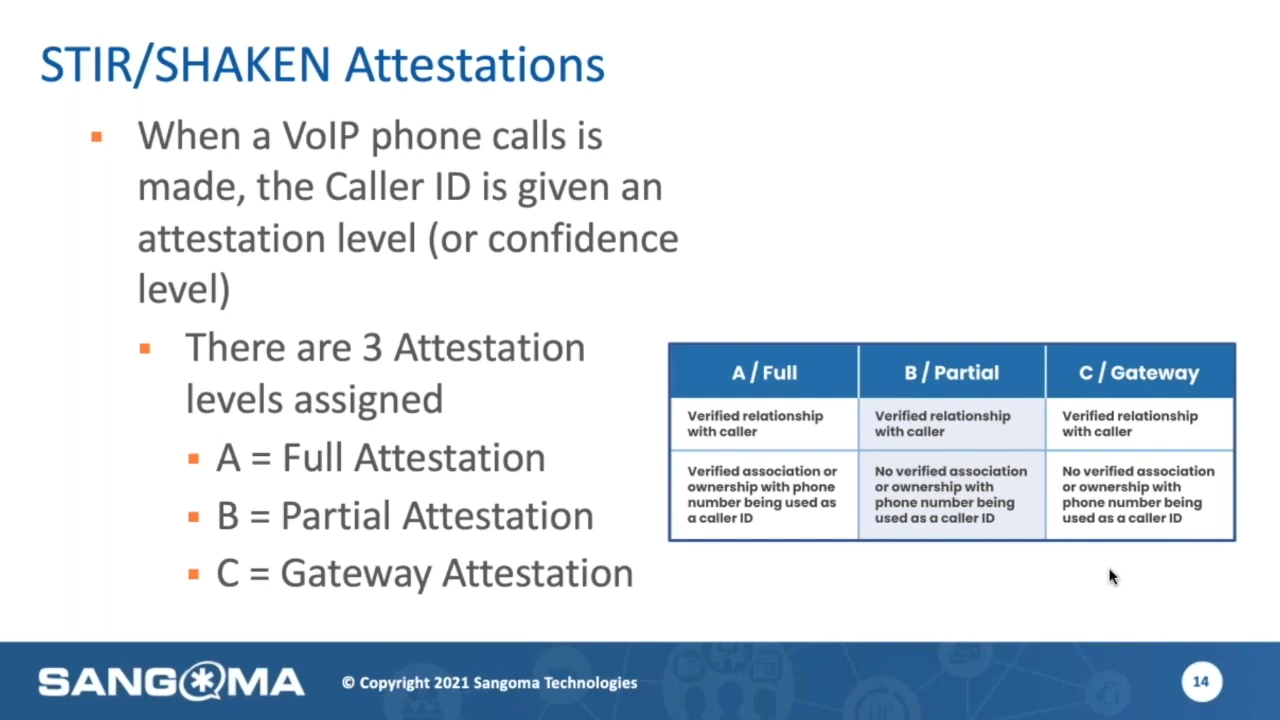 STIR/SHAKEN Attestations
When a VoIP phone calls is
made, the Caller ID is given an
attestation level (or confidence
level)
There are 3 Attestation
levels assigned
A = Full Attestation
B = Partial Attestation
C = Gateway Attestation
A / Full
B / Partial
C / Gateway
Verified relationship
with caller
Verified relationship
with caller
Verified relationship
with caller
Verified association or
ownership with phone
number being used as
a caller ID
No verified association
or ownership with
phone number being
used as a caller ID
No verified association
or ownership with
phone number being
used as a caller ID
SANGOMA
© Copyright 2021 Sangoma Technologies
14